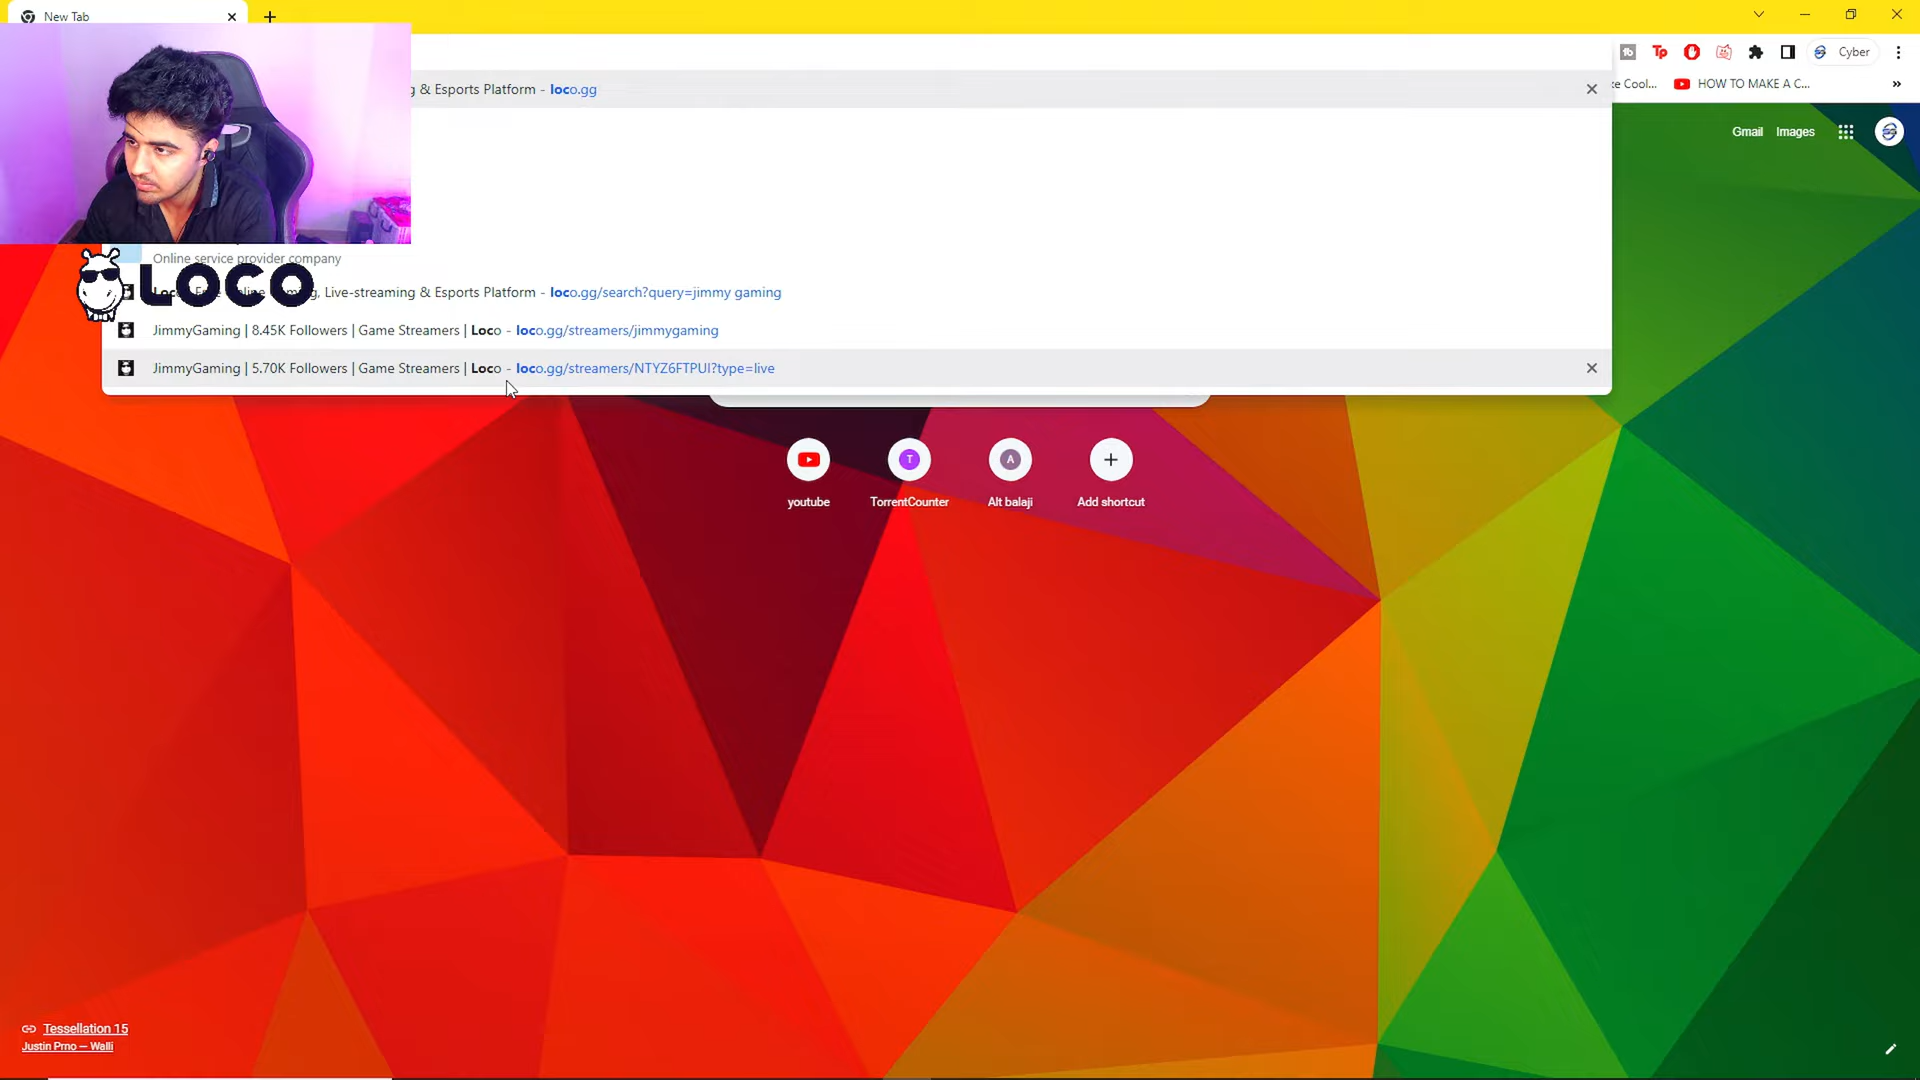 New Tab
Cyber
g & Esports Platform - loco.gg
ke Cool...
HOW TO MAKE A C...
Gmail
Images
Online service provider company
LOCO
g, Live-streaming & Esports Platform - loco.gg/search?query=jimmy gaming
JimmyGaming | 8.45K Followers | Game Streamers | Loco - loco.gg/streamers/jimmygaming
JimmyGaming | 5.70K Followers | Game Streamers | Loco - loco.gg/streamers/NTYZ6FTPUI?type=live
T
A
youtube
TorrentCounter
Alt balaji
Add shortcut
Tessellation 15
Justin Prno — Walli